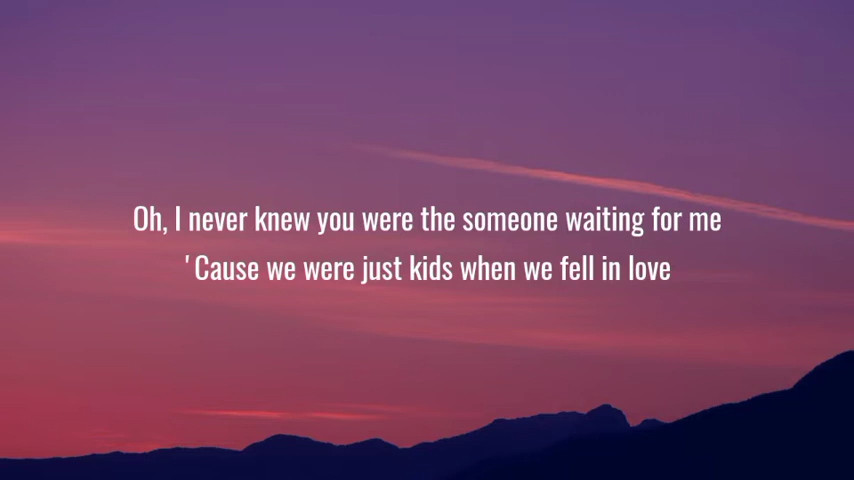 Oh, I never knew you were the someone waiting for me
'Cause we were just kids when we fell in love